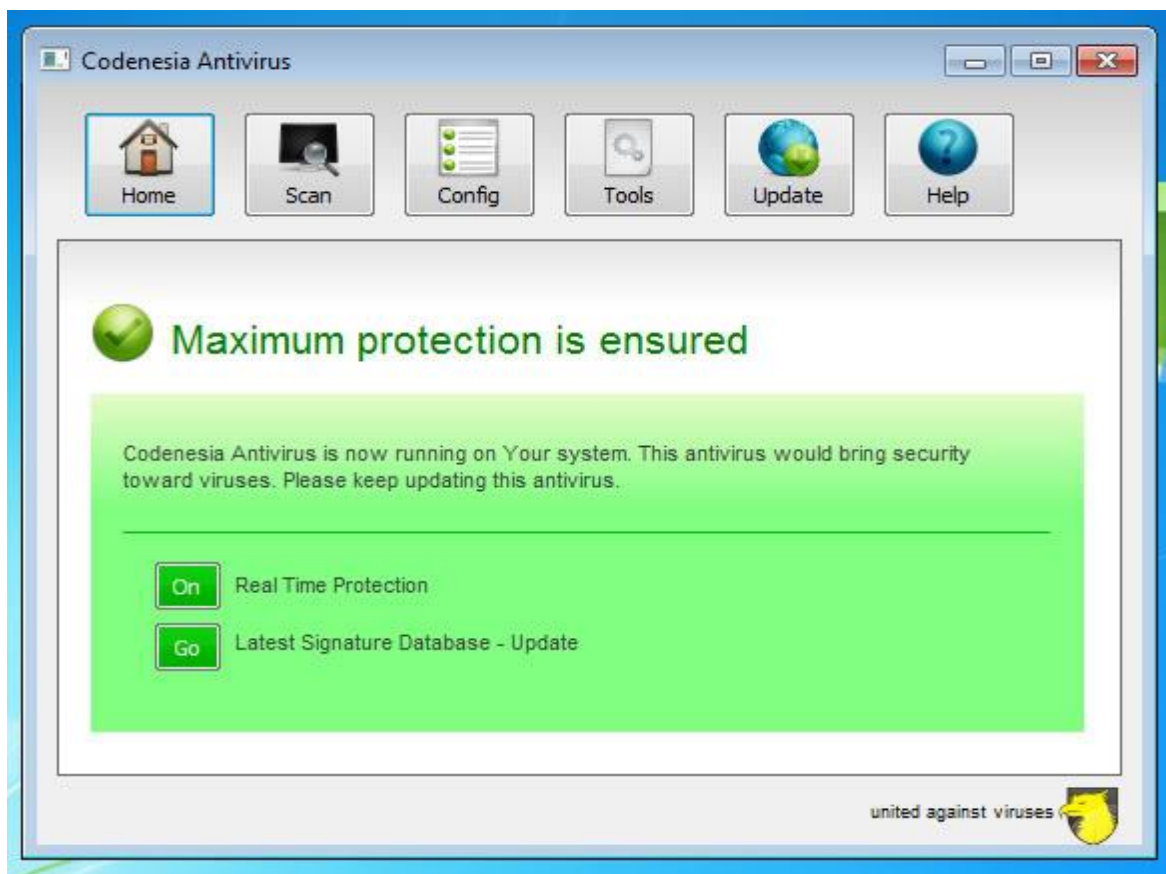 Codenesia Antivirus
Home
Scan
Config
Tools
Update
Help
Maximum protection is ensured
Codenesia Antivirus is now running on Your system. This antivirus would bring security
toward viruses. Please keep updating this antivirus.
On
Real Time Protection
Go
Latest Signature Database - Update
united against viruses